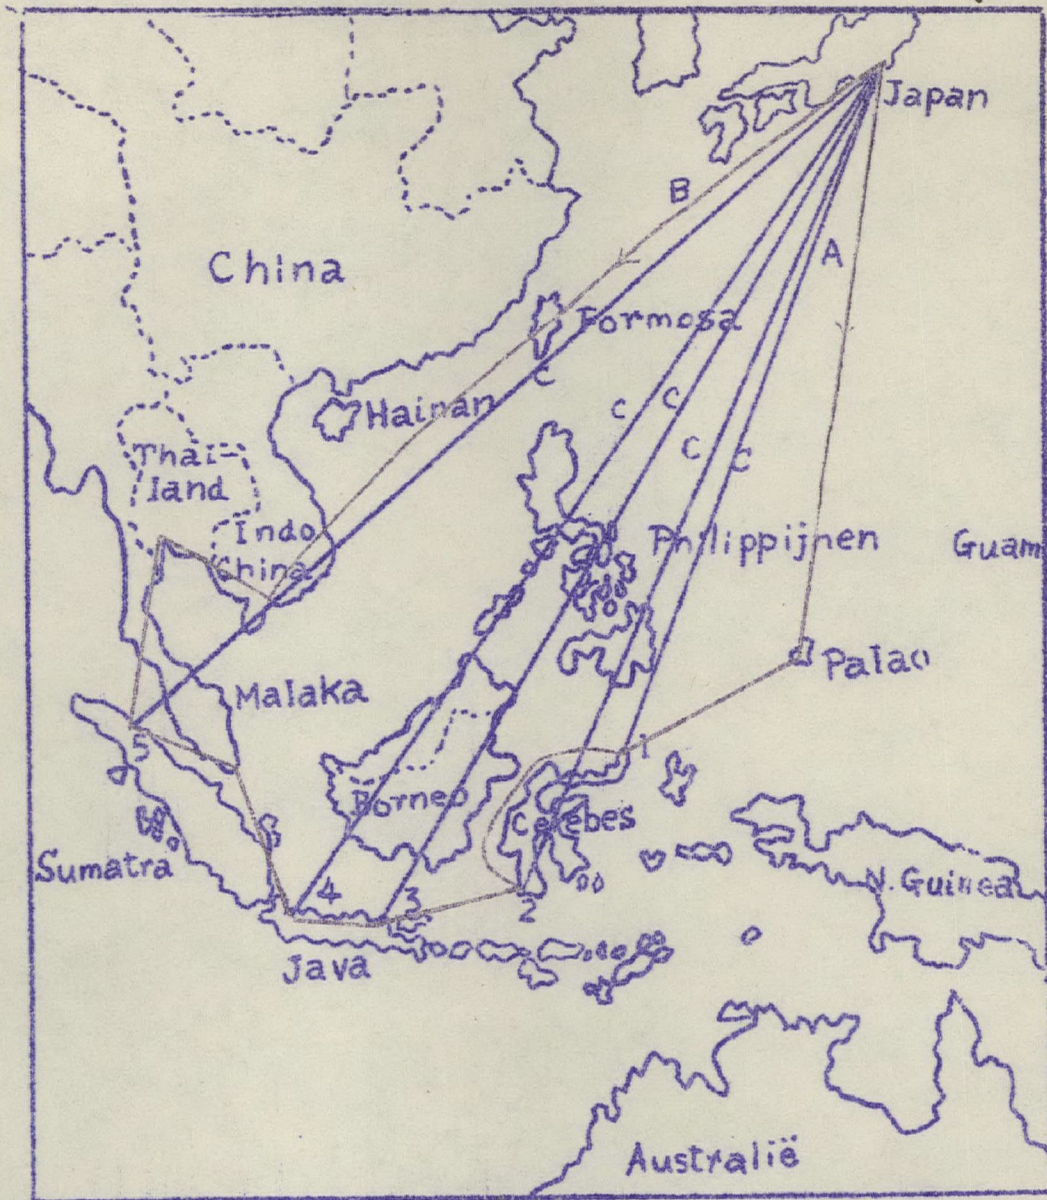 Japan
B
A
China
Formosa
C
Hainan
C
C
C
C
Thai-
land
Indo
China
Philippijnen
Guam
Palao
Malaka
5
1
Borneo
Celebes
Sumatra
6
4
3
2
N. Guinea
Java
Australië